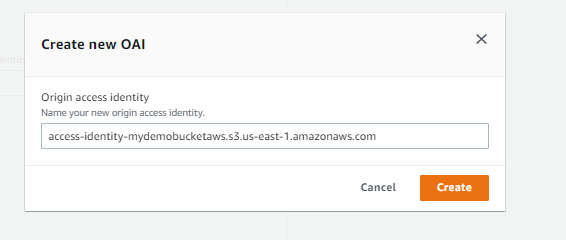 Create new OAI
Origin access identity
Name your new origin access identity.
access-identity-mydemobucketaws.s3.us-east-1.amazonaws.com
Cancel
Create